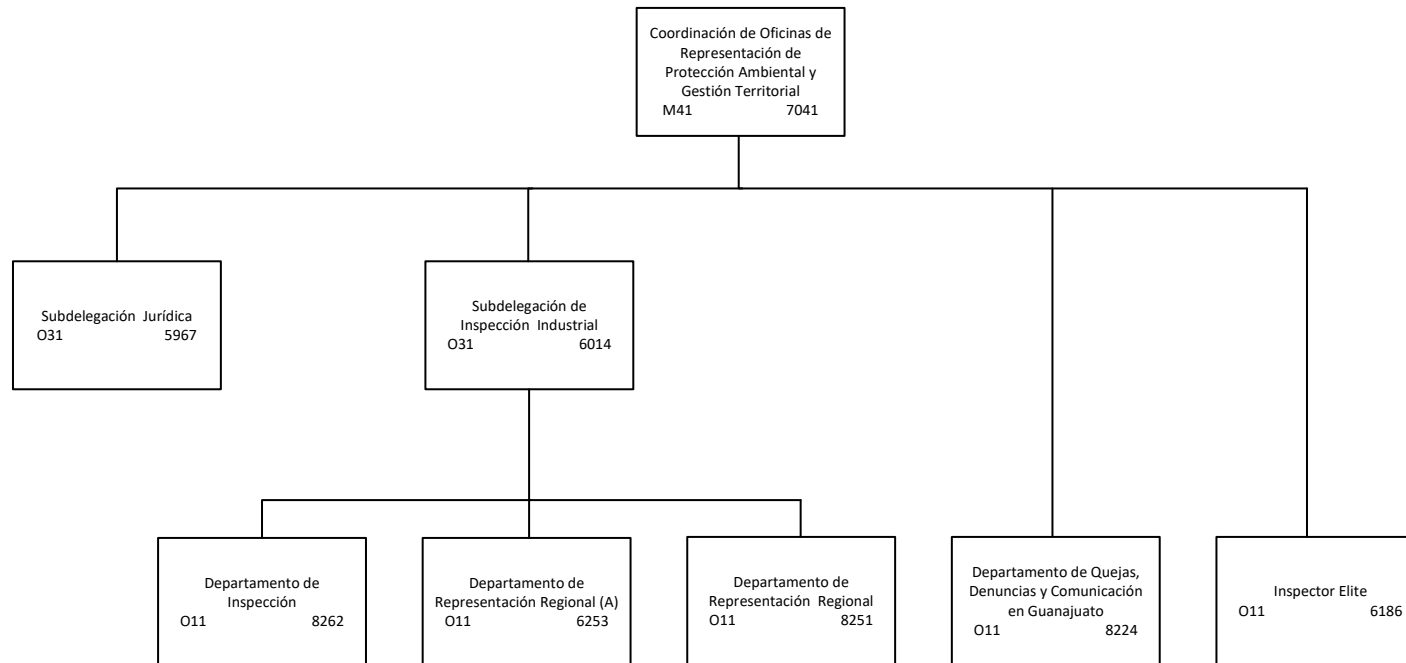 Coordinación de Oficinas de
Representación de
Protección Ambiental y
Gestión Territorial
M41 7041
Subdelegación Jurídica
O31 5967
Subdelegación de
Inspección Industrial
O31 6014
Departamento de
Inspección
O11 8262
Departamento de
Representación Regional (A)
O11 6253
Departamento de
Representación Regional
O11 8251
Departamento de Quejas,
Denuncias y Comunicación
en Guanajuato
O11 8224
Inspector Elite
O11 6186